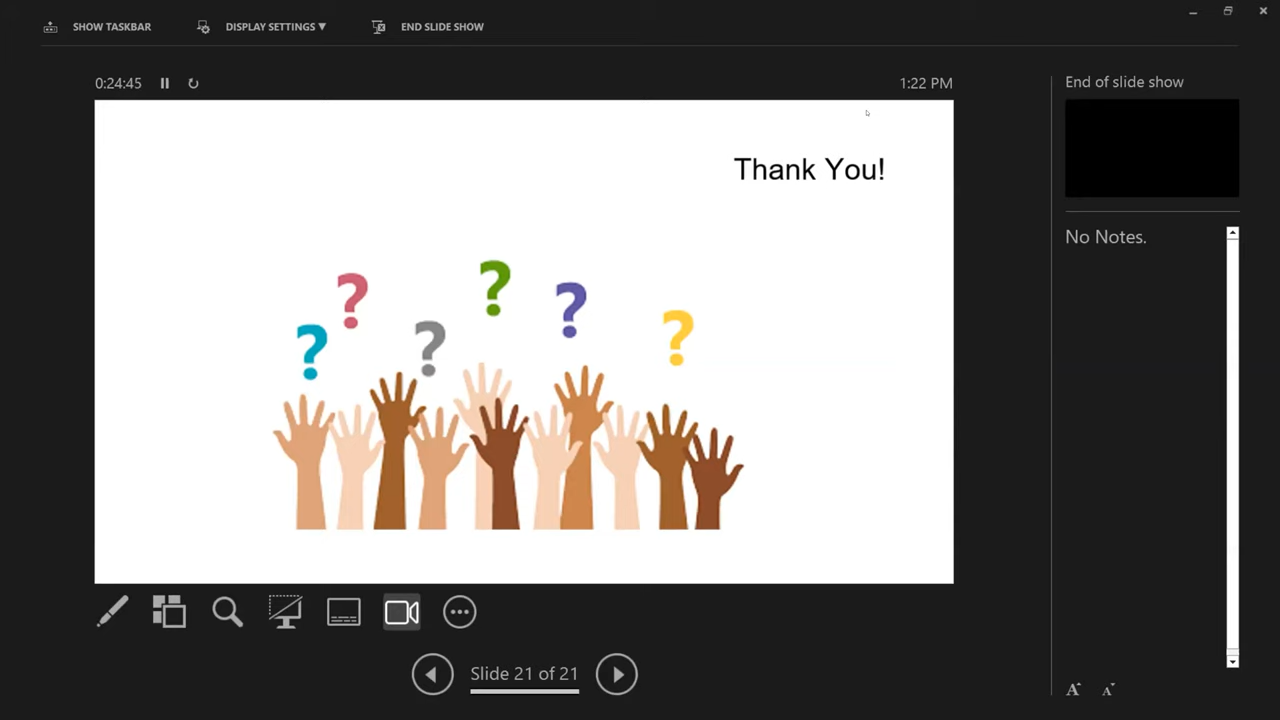 SHOW TASKBAR
DISPLAY SETTINGS ▼
END SLIDE SHOW
0:24:45
1:22 PM
End of slide show
Thank You!
No Notes.
? ? ? ? ? ?
Slide 21 of 21
A A